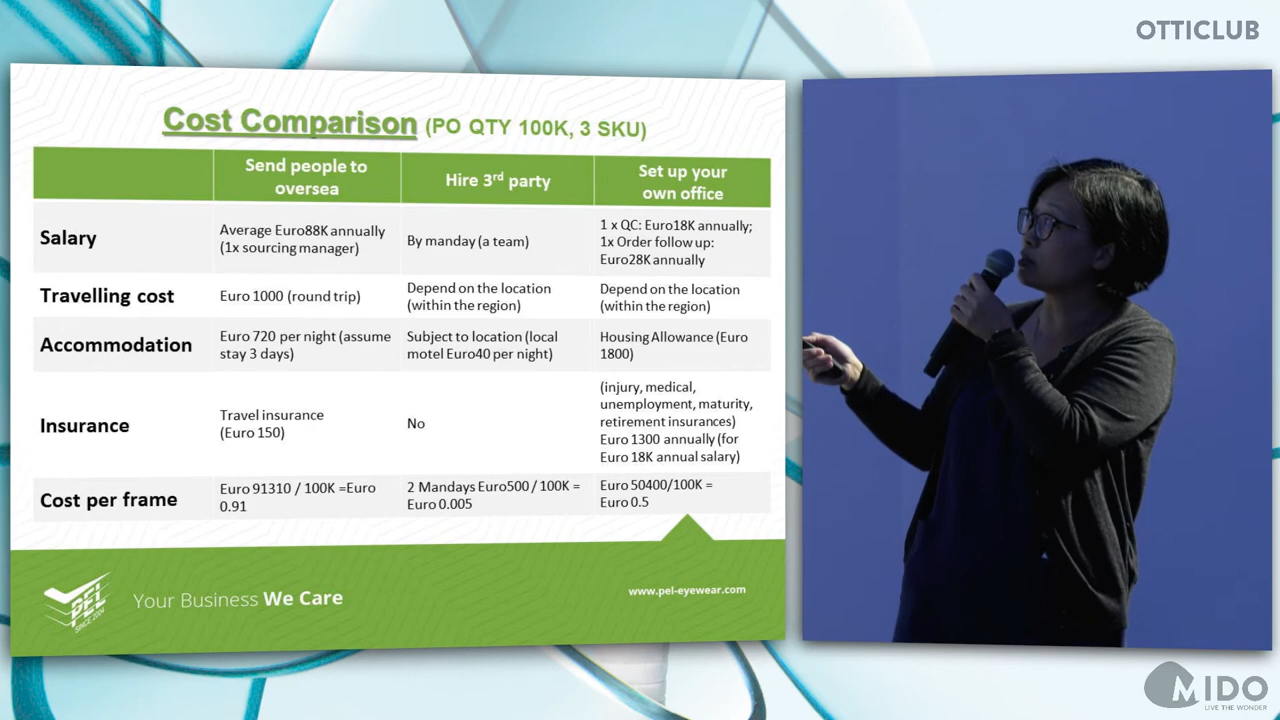 OTTICLUB
Cost Comparison (PO QTY 100K, 3 SKU)
Send people to
oversea
Hire 3rd party
Set up your
own office
Salary
Average Euro88K annually
(1x sourcing manager)
By manday (a team)
1 x QC: Euro18K annually;
1x Order follow up:
Euro28K annually
Travelling cost
Euro 1000 (round trip)
Depend on the location
(within the region)
Depend on the location
(within the region)
Accommodation
Euro 720 per night (assume
stay 3 days)
Subject to location (local
motel Euro40 per night)
Housing Allowance (Euro
1800)
Insurance
Travel insurance
(Euro 150)
No
(injury, medical,
unemployment, maturity,
retirement insurances)
Euro 1300 annually (for
Euro 18K annual salary)
Cost per frame
Euro 91310 / 100K =Euro
0.91
2 Mandays Euro500 / 100K =
Euro 0.005
Euro 50400/100K =
Euro 0.5
PEL
SINCE 2004
Your Business We Care
www.pel-eyewear.com
MIDO
LIVE THE WONDER